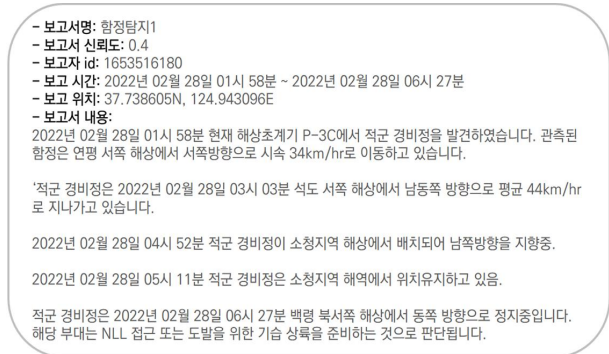 - 보고서명: 함정탐지1
- 보고서 신뢰도: 0.4
- 보고자 id: 1653516180
- 보고 시간: 2022년 02월 28일 01시 58분 ~ 2022년 02월 28일 06시 27분
- 보고 위치: 37.738605N, 124.943096E
- 보고서 내용:
2022년 02월 28일 01시 58분 현재 해상초계기 P-3C에서 적군 경비정을 발견하였습니다. 관측된
함정은 연평 서쪽 해상에서 서쪽방향으로 시속 34km/hr로 이동하고 있습니다.
'적군 경비정은 2022년 02월 28일 03시 03분 석도 서쪽 해상에서 남동쪽 방향으로 평균 44km/hr
로 지나가고 있습니다.
2022년 02월 28일 04시 52분 적군 경비정이 소청지역 해상에서 배치되어 남쪽방향을 지향중.
2022년 02월 28일 05시 11분 적군 경비정은 소청지역 해역에서 위치유지하고 있음.
적군 경비정은 2022년 02월 28일 06시 27분 백령 북서쪽 해상에서 동쪽 방향으로 정지중입니다.
해당 부대는 NLL 접근 또는 도발을 위한 기습 상륙을 준비하는 것으로 판단됩니다.